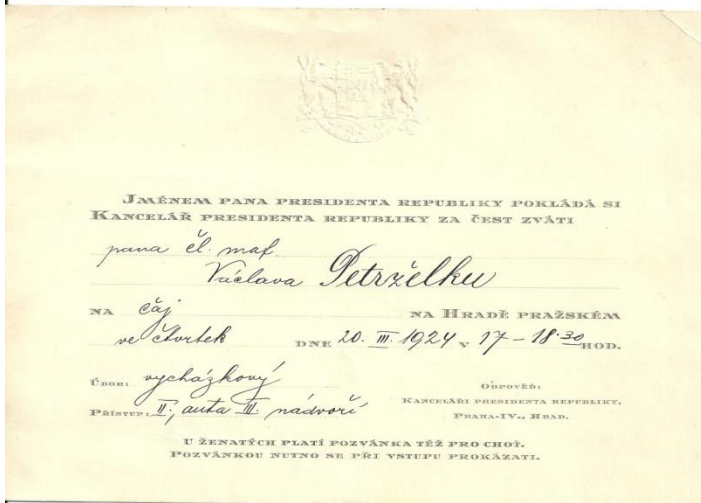 JMÉNEM PANA PRESIDENTA REPUBLIKY POKLÁDÁ SI
KANCELÁŘ PRESIDENTA REPUBLIKY ZA ČEST ZVÁTI
pana čl. maf.
Václava Petrželku
NA čaj NA HRADĚ PRAŽSKÉM
ve čtvrtek DNE 20. III. 1924 V 17 – 18·30 HOD.
ÚBOR: vycházkový
PŘÍSTUP: II., auta III. nádvoří
ODPOVĚĎ:
KANCELÁŘI PRESIDENTA REPUBLIKY,
PRAHA-IV., HRAD.
U ŽENATÝCH PLATÍ POZVÁNKA TÉŽ PRO CHOŤ.
POZVÁNKOU NUTNO SE PŘI VSTUPU PROKÁZATI.